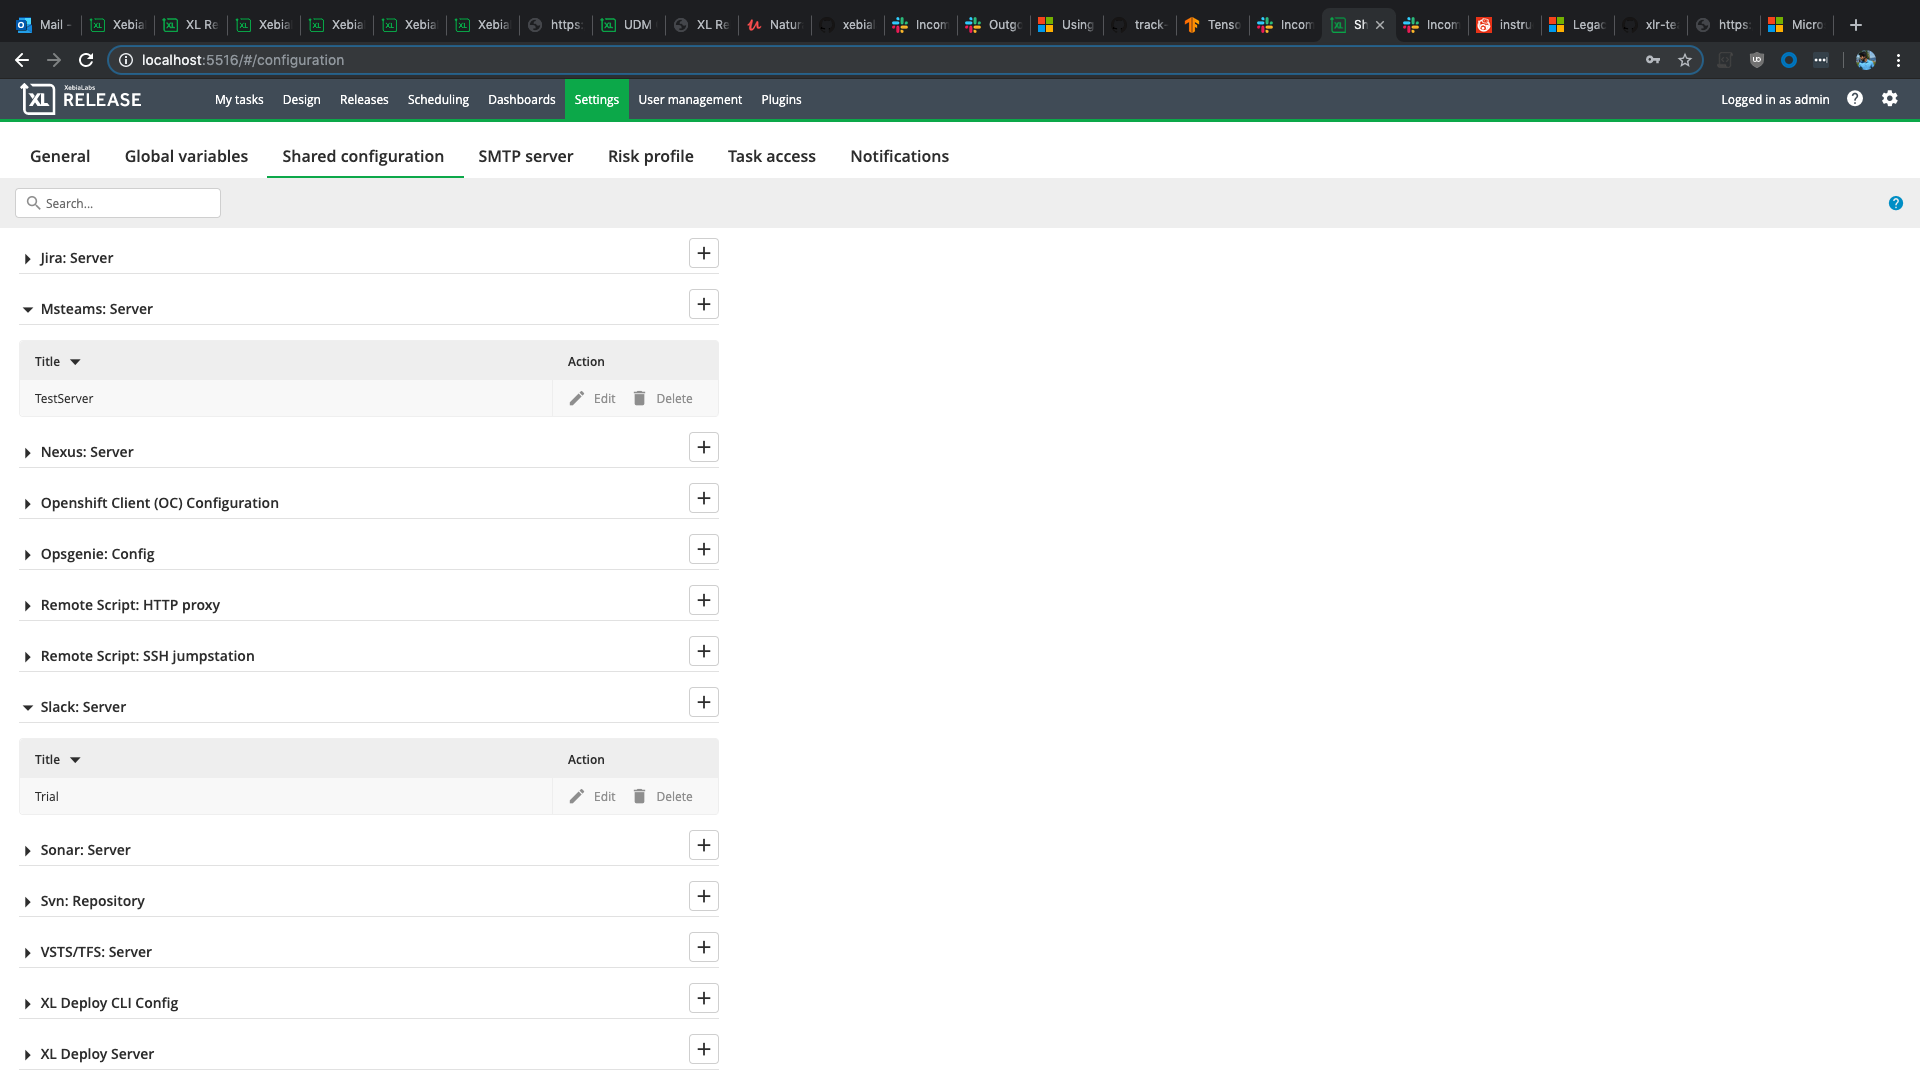 Mail - Xebia XL Re Xebia Xebia Xebia Xebia https: UDM XL Re Natur xebial Incom Outgo Using track- Tenso Incom Sh Incom instru Legac xlr-te https: Micro
localhost:5516/#/configuration
XL XebiaLabs RELEASE My tasks Design Releases Scheduling Dashboards Settings User management Plugins Logged in as admin
General Global variables Shared configuration SMTP server Risk profile Task access Notifications
Search...
Jira: Server
Msteams: Server
Title Action
TestServer Edit Delete
Nexus: Server
Openshift Client (OC) Configuration
Opsgenie: Config
Remote Script: HTTP proxy
Remote Script: SSH jumpstation
Slack: Server
Title Action
Trial Edit Delete
Sonar: Server
Svn: Repository
VSTS/TFS: Server
XL Deploy CLI Config
XL Deploy Server